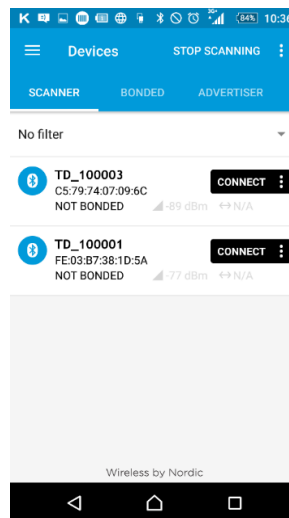 K 3G 84% 10:36
Devices STOP SCANNING
SCANNER BONDED ADVERTISER
No filter
TD_100003
CONNECT
C5:79:74:07:09:6C
NOT BONDED -89 dBm N/A
TD_100001
CONNECT
FE:03:B7:38:1D:5A
NOT BONDED -77 dBm N/A
Wireless by Nordic